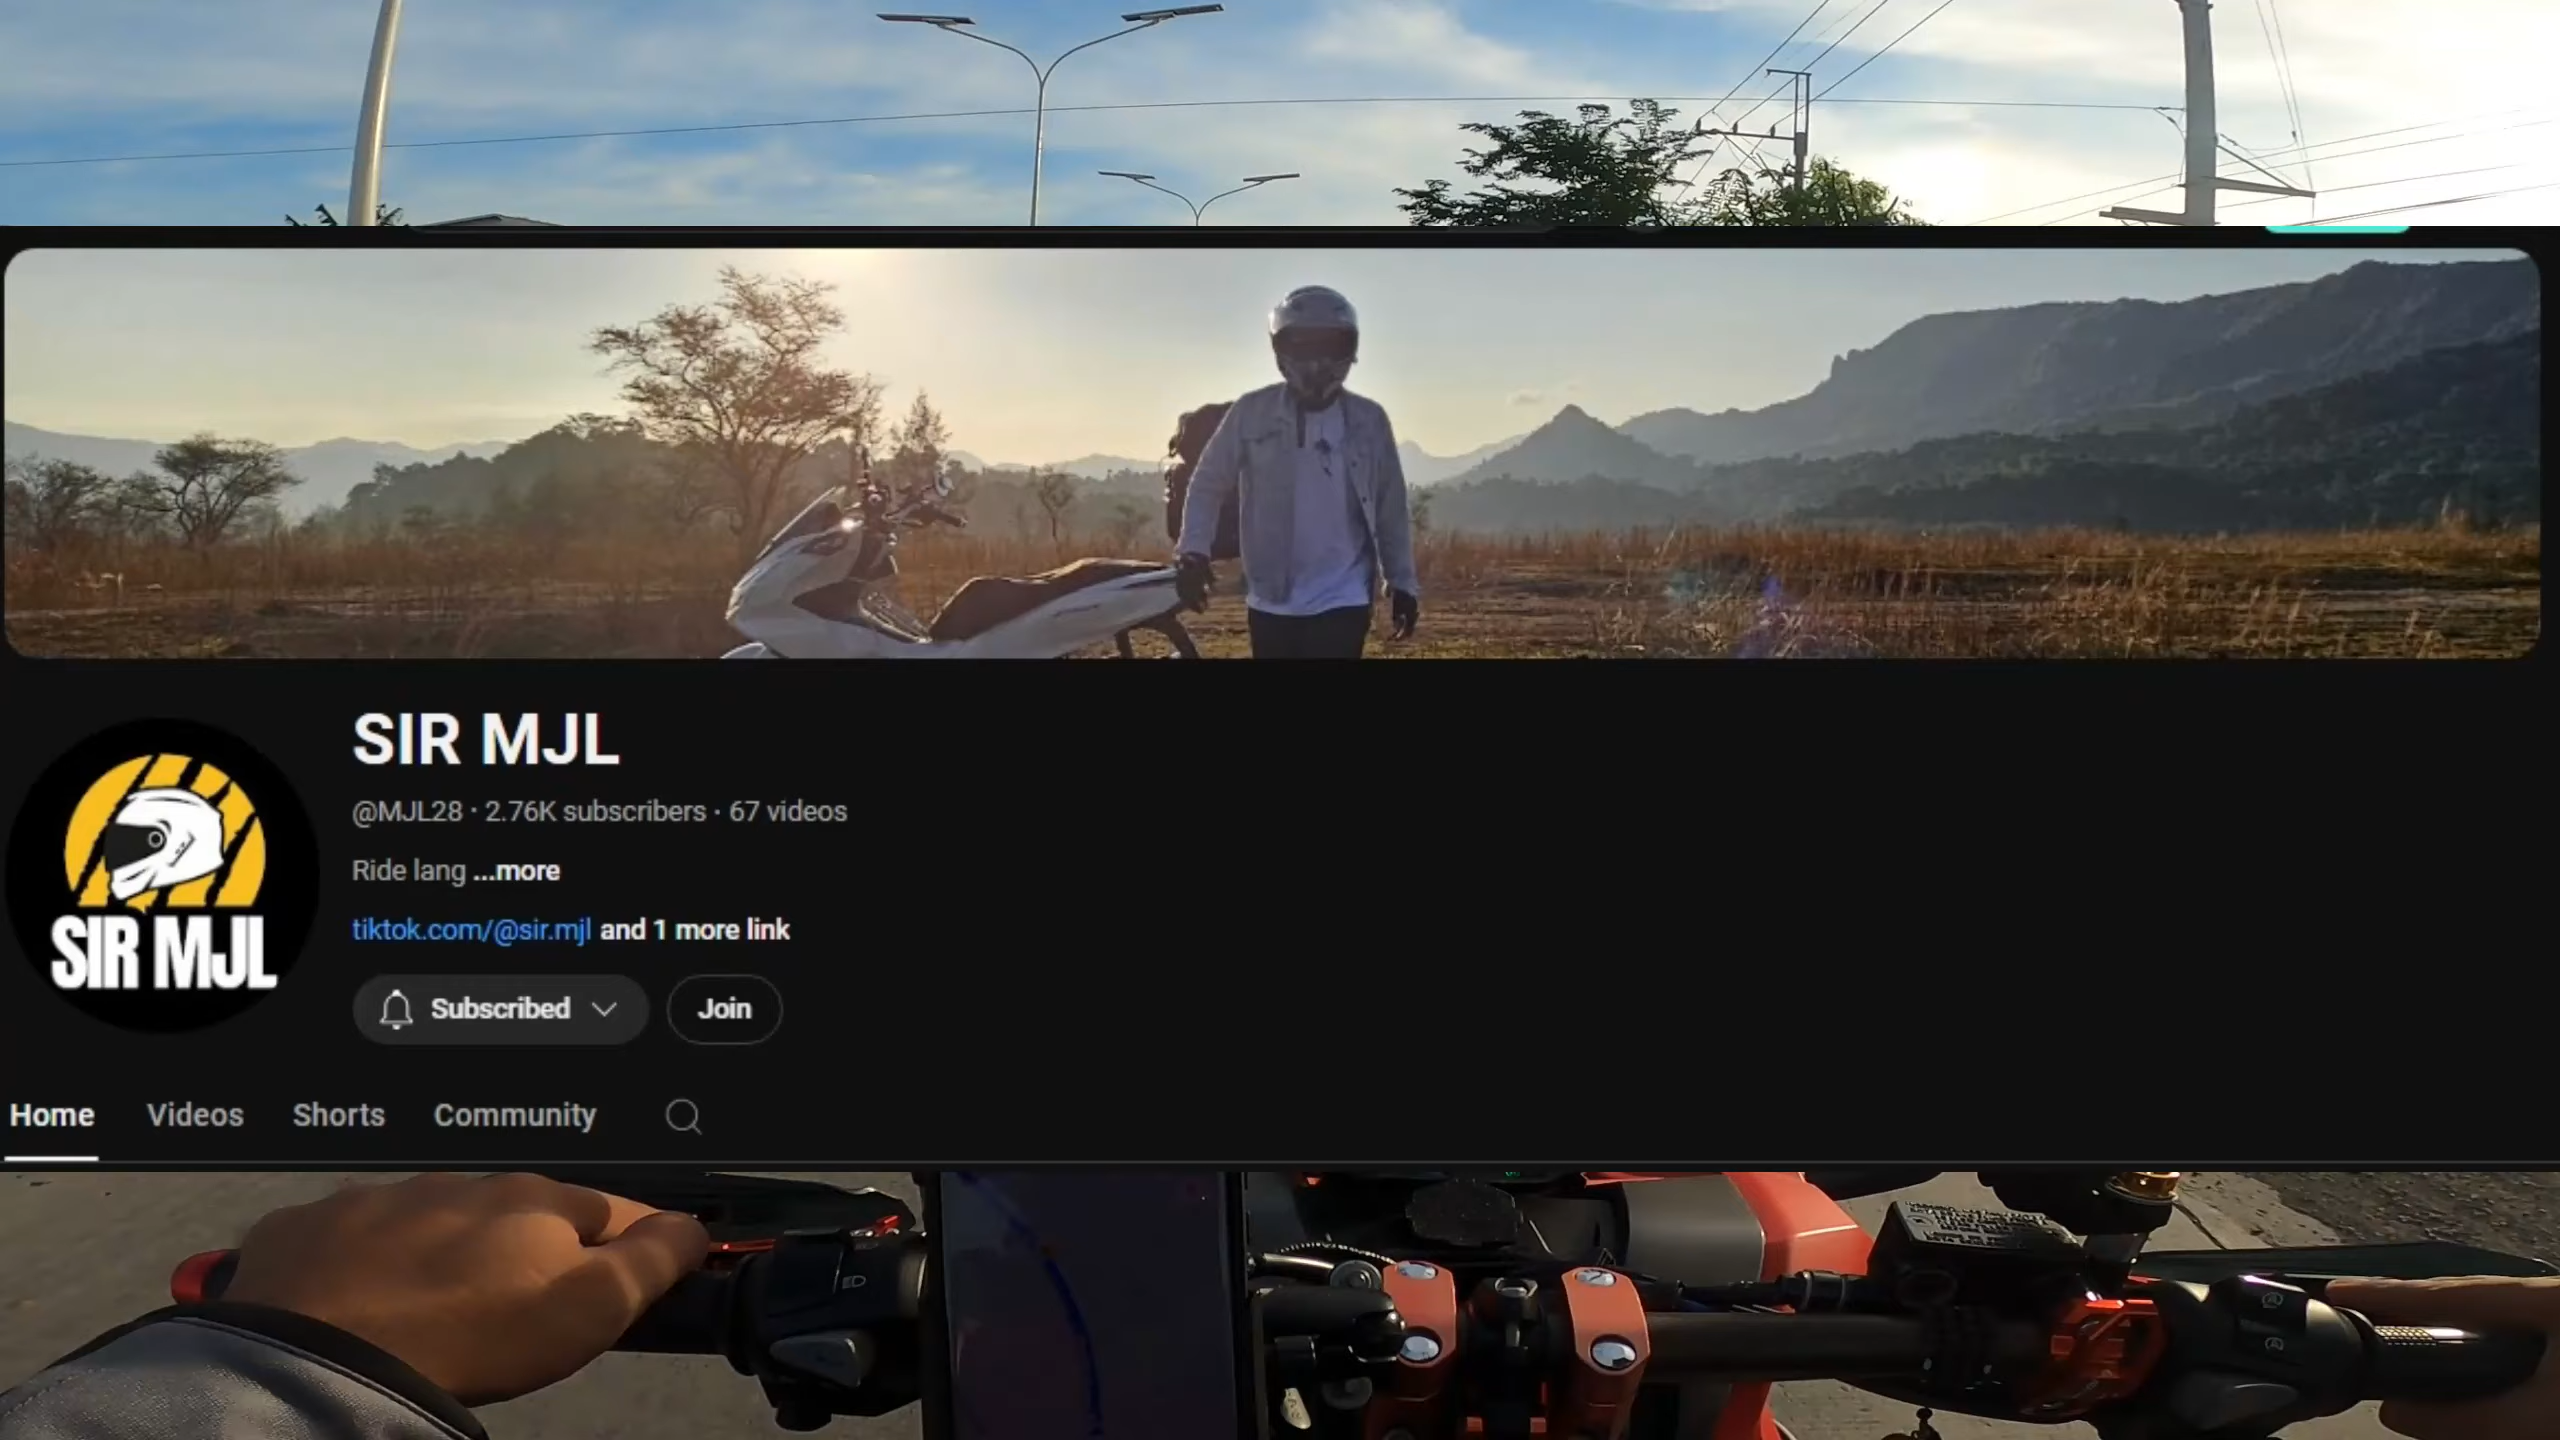 SIR MJL
@MJL28 · 2.76K subscribers · 67 videos
Ride lang ...more
tiktok.com/@sir.mjl and 1 more link
SIR MJL
Subscribed
Join
Home Videos Shorts Community